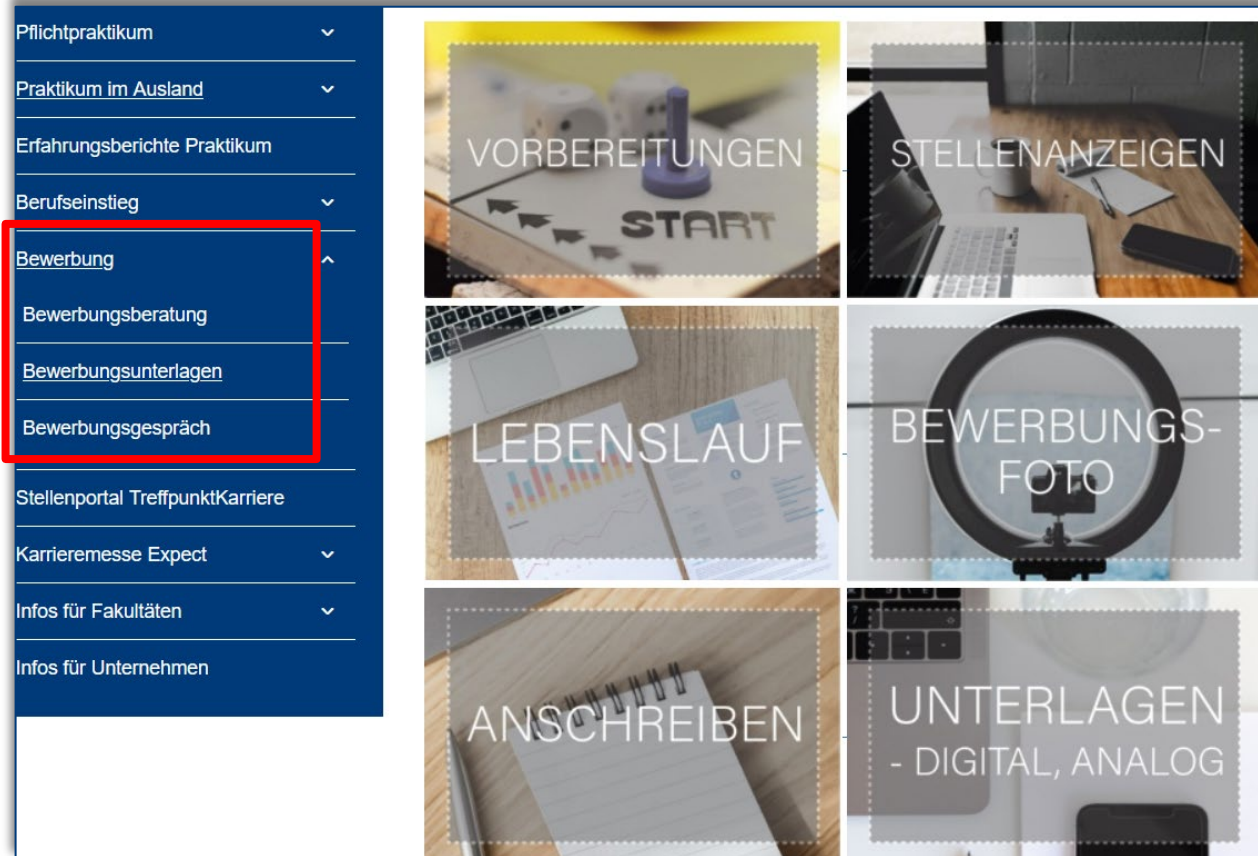 Pflichtpraktikum
Praktikum im Ausland
Erfahrungsberichte Praktikum
Berufseinstieg
Bewerbung
Bewerbungsberatung
Bewerbungsunterlagen
Bewerbungsgespräch
Stellenportal TreffpunktKarriere
Karrieremesse Expect
Infos für Fakultäten
Infos für Unternehmen
VORBEREITUNGEN
START
STELLENANZEIGEN
LEBENSLAUF
BEWERBUNGS-
FOTO
ANSCHREIBEN
UNTERLAGEN
- DIGITAL, ANALOG